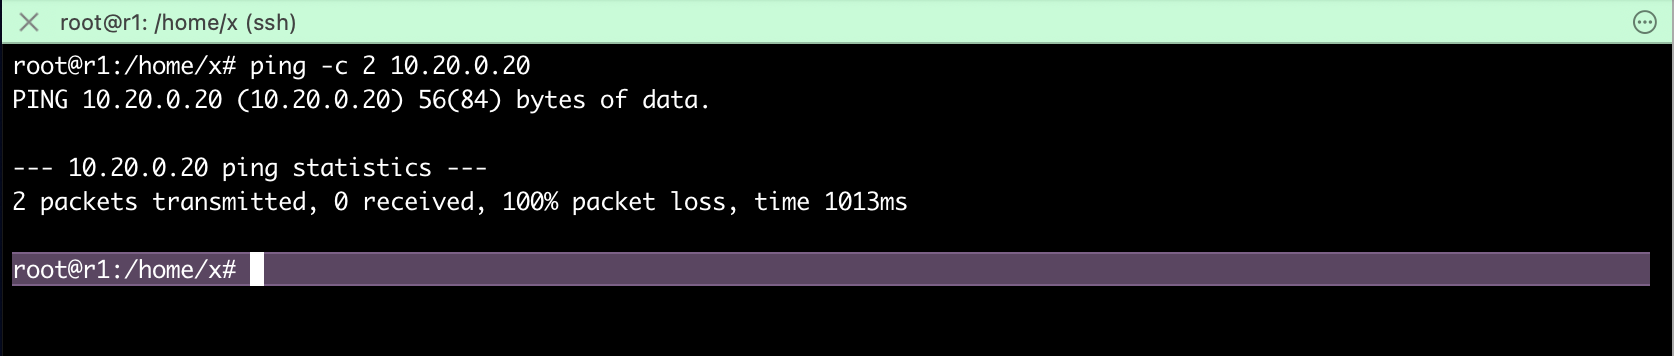 root@r1: /home/x (ssh)
root@r1:/home/x# ping -c 2 10.20.0.20
PING 10.20.0.20 (10.20.0.20) 56(84) bytes of data.

--- 10.20.0.20 ping statistics ---
2 packets transmitted, 0 received, 100% packet loss, time 1013ms

root@r1:/home/x#